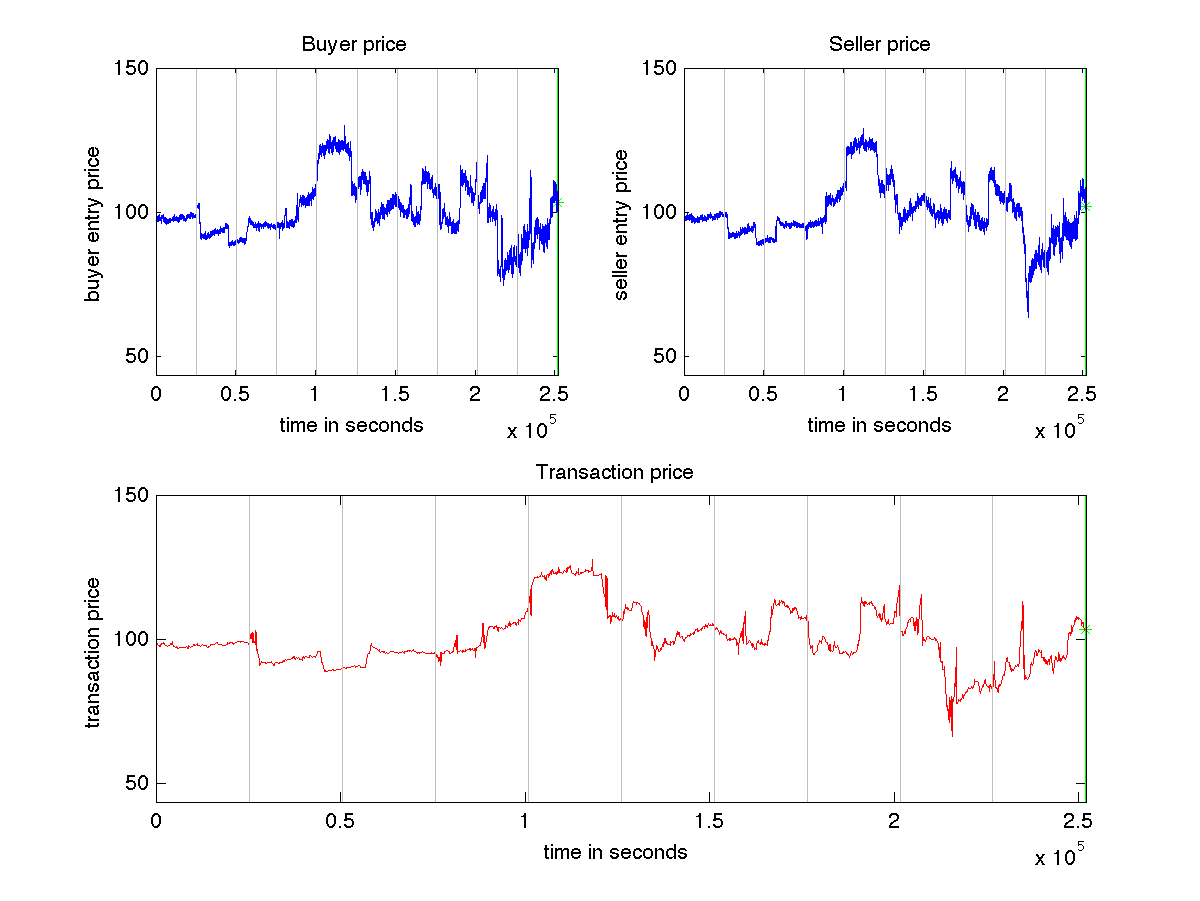 Buyer price
150
100
50
buyer entry price
0 0.5 1 1.5 2 2.5
time in seconds
x 10^5
Seller price
150
100
50
seller entry price
0 0.5 1 1.5 2 2.5
time in seconds
x 10^5
Transaction price
150
100
50
transaction price
0 0.5 1 1.5 2 2.5
time in seconds
x 10^5